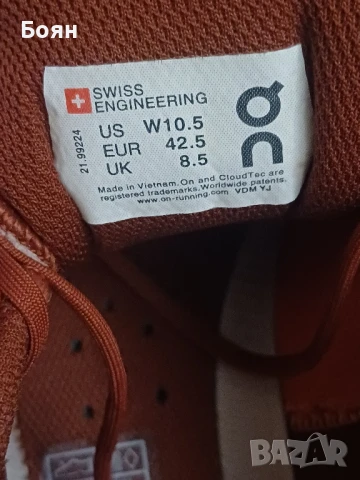 Боян
SWISS
ENGINEERING
US W10.5
EUR 42.5
UK 8.5
21.99224
Made in Vietnam. On and CloudTec are
registered trademarks. Worldwide patents.
www.on-running.com VDM YJ
BAZAR